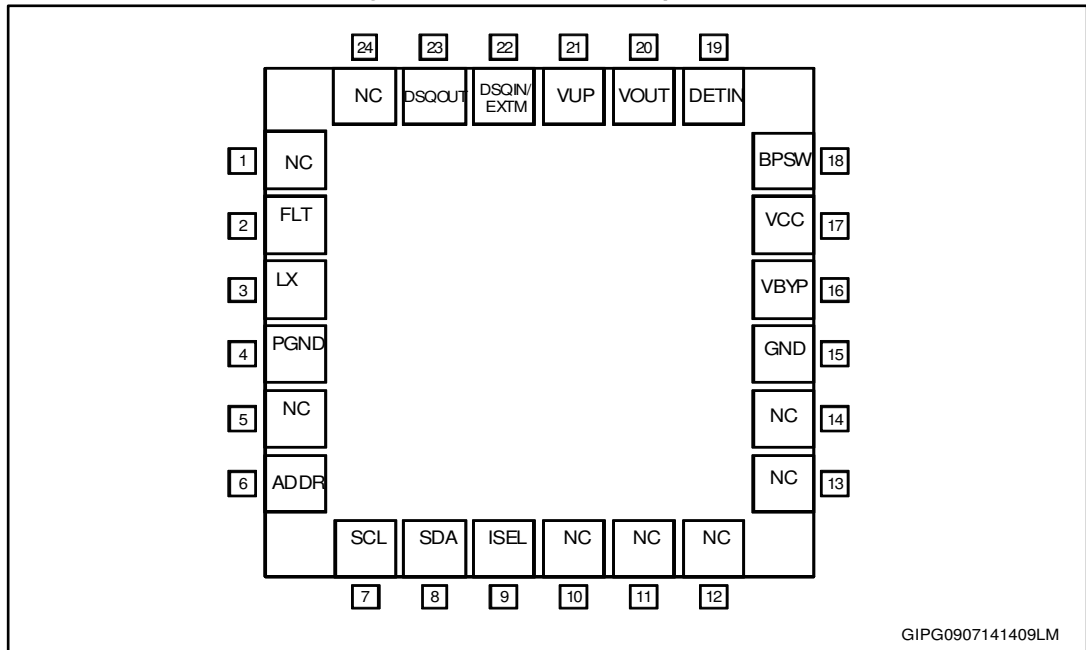 24 23 22 21 20 19
NC DSQOUT DSQIN/ VUP VOUT DETIN
EXTM
1 NC BPSW 18
2 FLT VCC 17
3 LX VBYP 16
4 PGND GND 15
5 NC NC 14
6 ADDR NC 13
SCL SDA ISEL NC NC NC
7 8 9 10 11 12
GIPG0907141409LM